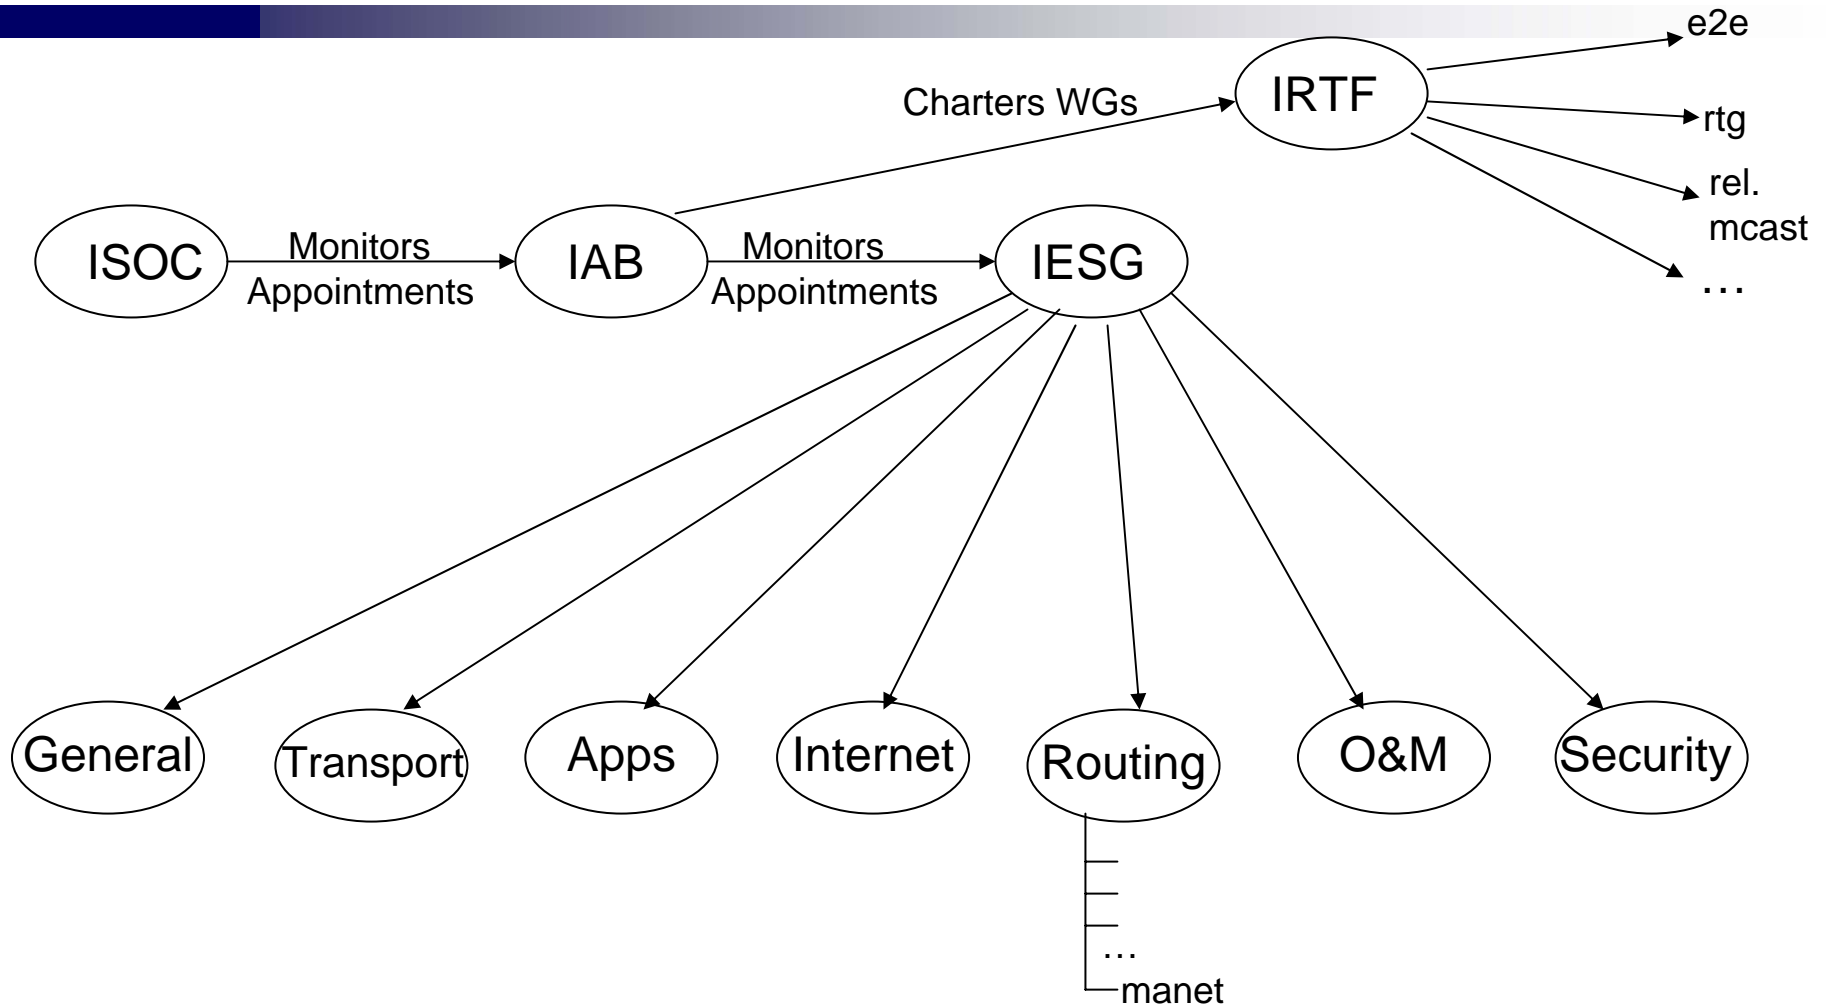 e2e
Charters WGs
IRTF
rtg
rel.
mcast
…
ISOC
Monitors
Appointments
IAB
Monitors
Appointments
IESG
General
Transport
Apps
Internet
Routing
O&M
Security
…
manet